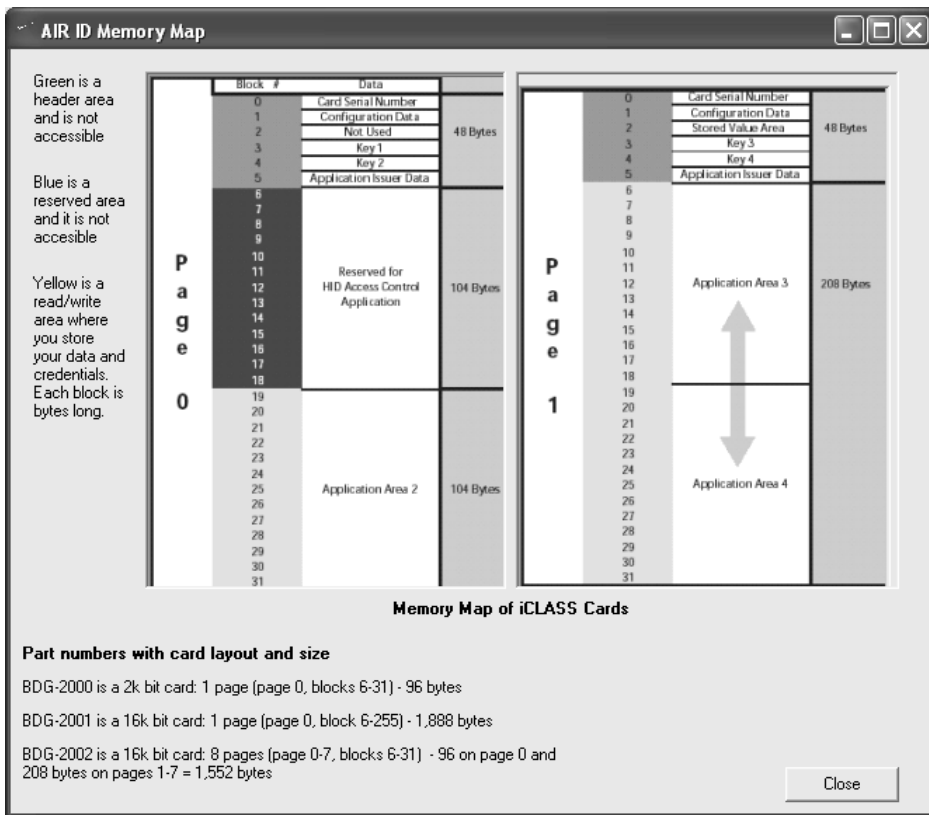 AIR ID Memory Map
Green is a
header area
and is not
accessible
Blue is a
reserved area
and it is not
accesible
Yellow is a
read/write
area where
you store
your data and
credentials.
Each block is
bytes long.
Page 0
Block # Data
0 Card Serial Number
1 Configuration Data
2 Not Used
3 Key 1
4 Key 2
5 Application Issuer Data
48 Bytes
6
7
8
9
10
11
12
13
14
15
16
17
18
Reserved for
HID Access Control
Application
104 Bytes
19
20
21
22
23
24
25
26
27
28
29
30
31
Application Area 2
104 Bytes
Page 1
0 Card Serial Number
1 Configuration Data
2 Stored Value Area
3 Key 3
4 Key 4
5 Application Issuer Data
48 Bytes
6
7
8
9
10
11
12
13
14
15
16
17
18
Application Area 3
208 Bytes
19
20
21
22
23
24
25
26
27
28
29
30
31
Application Area 4
Memory Map of iCLASS Cards
Part numbers with card layout and size
BDG-2000 is a 2k bit card: 1 page (page 0, blocks 6-31) - 96 bytes
BDG-2001 is a 16k bit card: 1 page (page 0, block 6-255) - 1,888 bytes
BDG-2002 is a 16k bit card: 8 pages (page 0-7, blocks 6-31) - 96 on page 0 and
208 bytes on pages 1-7 = 1,552 bytes
Close